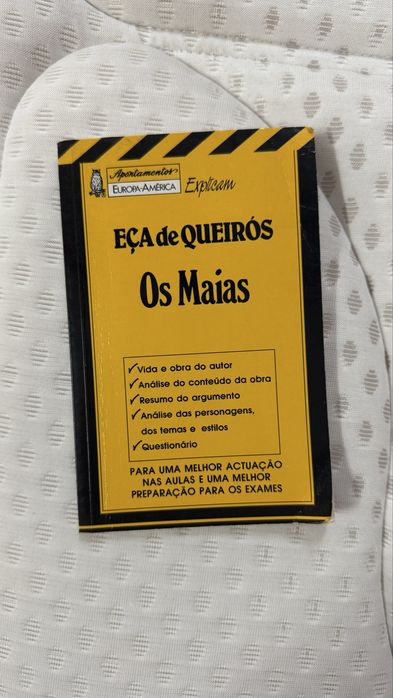 Apontamentos
EUROPA-AMÉRICA Explicam
EÇA de QUEIRÓS
Os Maias
✓Vida e obra do autor
✓Análise do conteúdo da obra
✓Resumo do argumento
✓Análise das personagens,
dos temas e estilos
✓Questionário
PARA UMA MELHOR ACTUAÇÃO
NAS AULAS E UMA MELHOR
PREPARAÇÃO PARA OS EXAMES